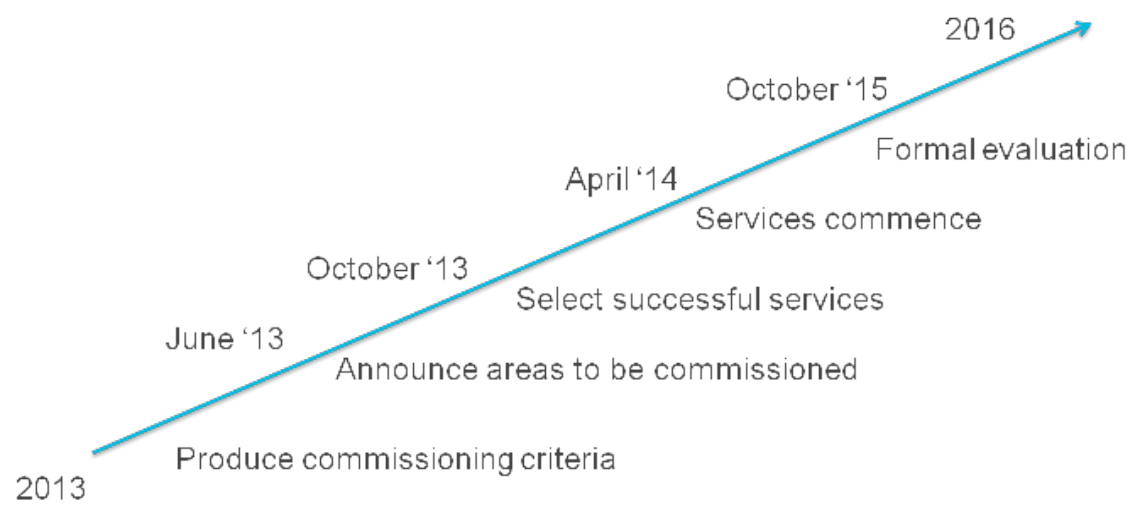 2016
October ‘15
Formal evaluation
April ‘14
Services commence
October ‘13
Select successful services
June ‘13
Announce areas to be commissioned
Produce commissioning criteria
2013